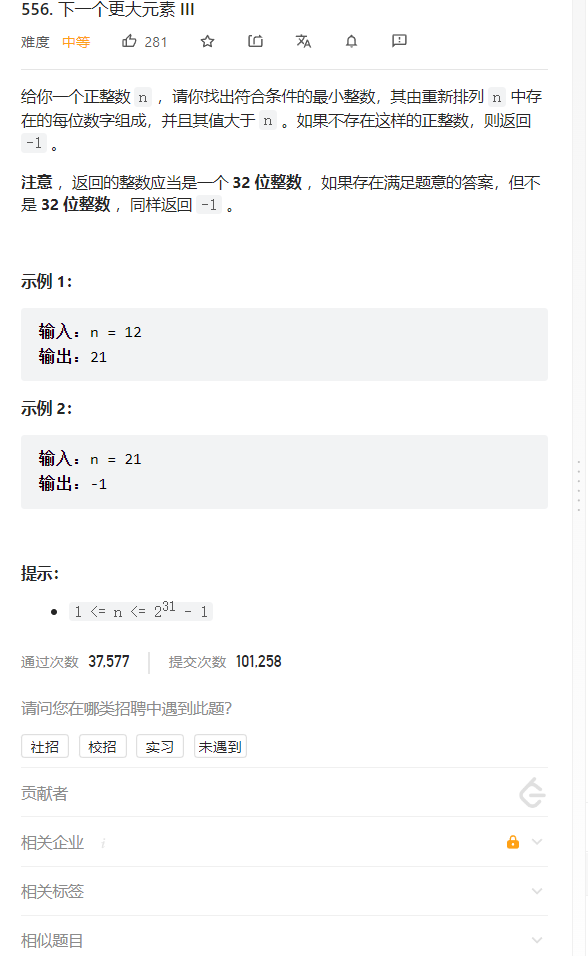 556. 下一个更大元素 III
难度 中等 281
给你一个正整数 n ，请你找出符合条件的最小整数，其由重新排列 n 中存
在的每位数字组成，并且其值大于 n 。如果不存在这样的正整数，则返回
-1 。
注意 ，返回的整数应当是一个 32 位整数 ，如果存在满足题意的答案，但不
是 32 位整数 ，同样返回 -1 。
示例 1：
输入：n = 12
输出：21
示例 2：
输入：n = 21
输出：-1
提示：
1 <= n <= 2³¹ - 1
通过次数 37,577 提交次数 101,258
请问您在哪类招聘中遇到此题？
社招 校招 实习 未遇到
贡献者
相关企业 i
相关标签
相似题目